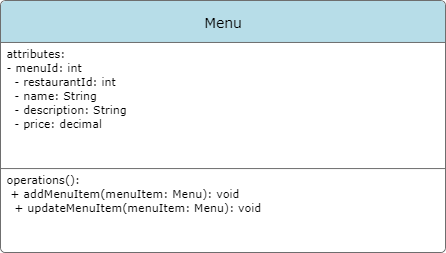 Menu
attributes:
- menuId: int
- restaurantId: int
- name: String
- description: String
- price: decimal
operations():
+ addMenuItem(menuItem: Menu): void
+ updateMenuItem(menuItem: Menu): void